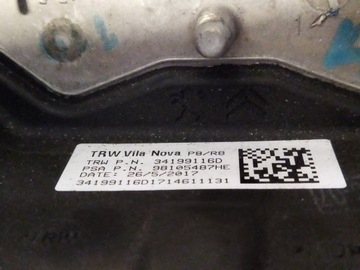 TRW Vila Nova P8/R8
TRW P.N. 34199116D
PSA P.N. 98105487HE
DATE: 26/5/2017
34199116D1714611131